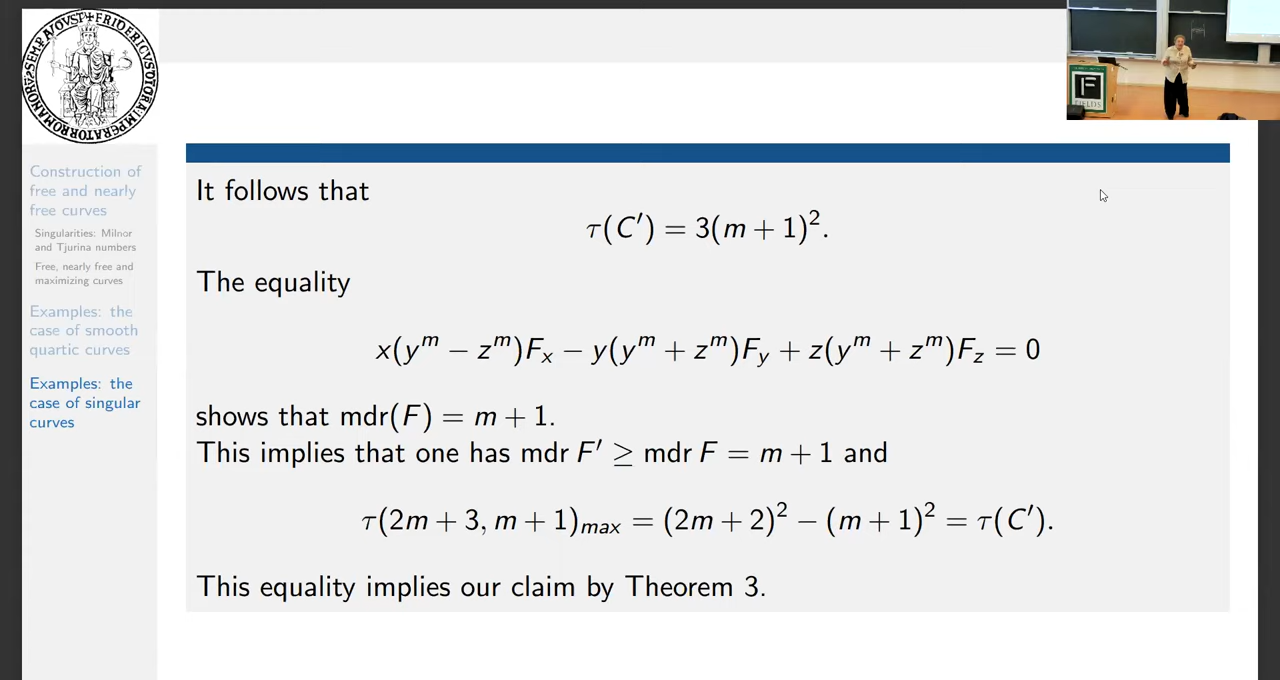 Construction of
free and nearly
free curves
Singularities: Milnor
and Tjurina numbers
Free, nearly free and
maximizing curves
Examples: the
case of smooth
quartic curves
Examples: the
case of singular
curves
It follows that
τ(C′) = 3(m + 1)².
The equality
x(yᵐ − zᵐ)Fₓ − y(yᵐ + zᵐ)F_y + z(yᵐ + zᵐ)F_z = 0
shows that mdr(F) = m + 1.
This implies that one has mdr F′ ≥ mdr F = m + 1 and
τ(2m + 3, m + 1)ₘₐₓ = (2m + 2)² − (m + 1)² = τ(C′).
This equality implies our claim by Theorem 3.
F
FIELDS